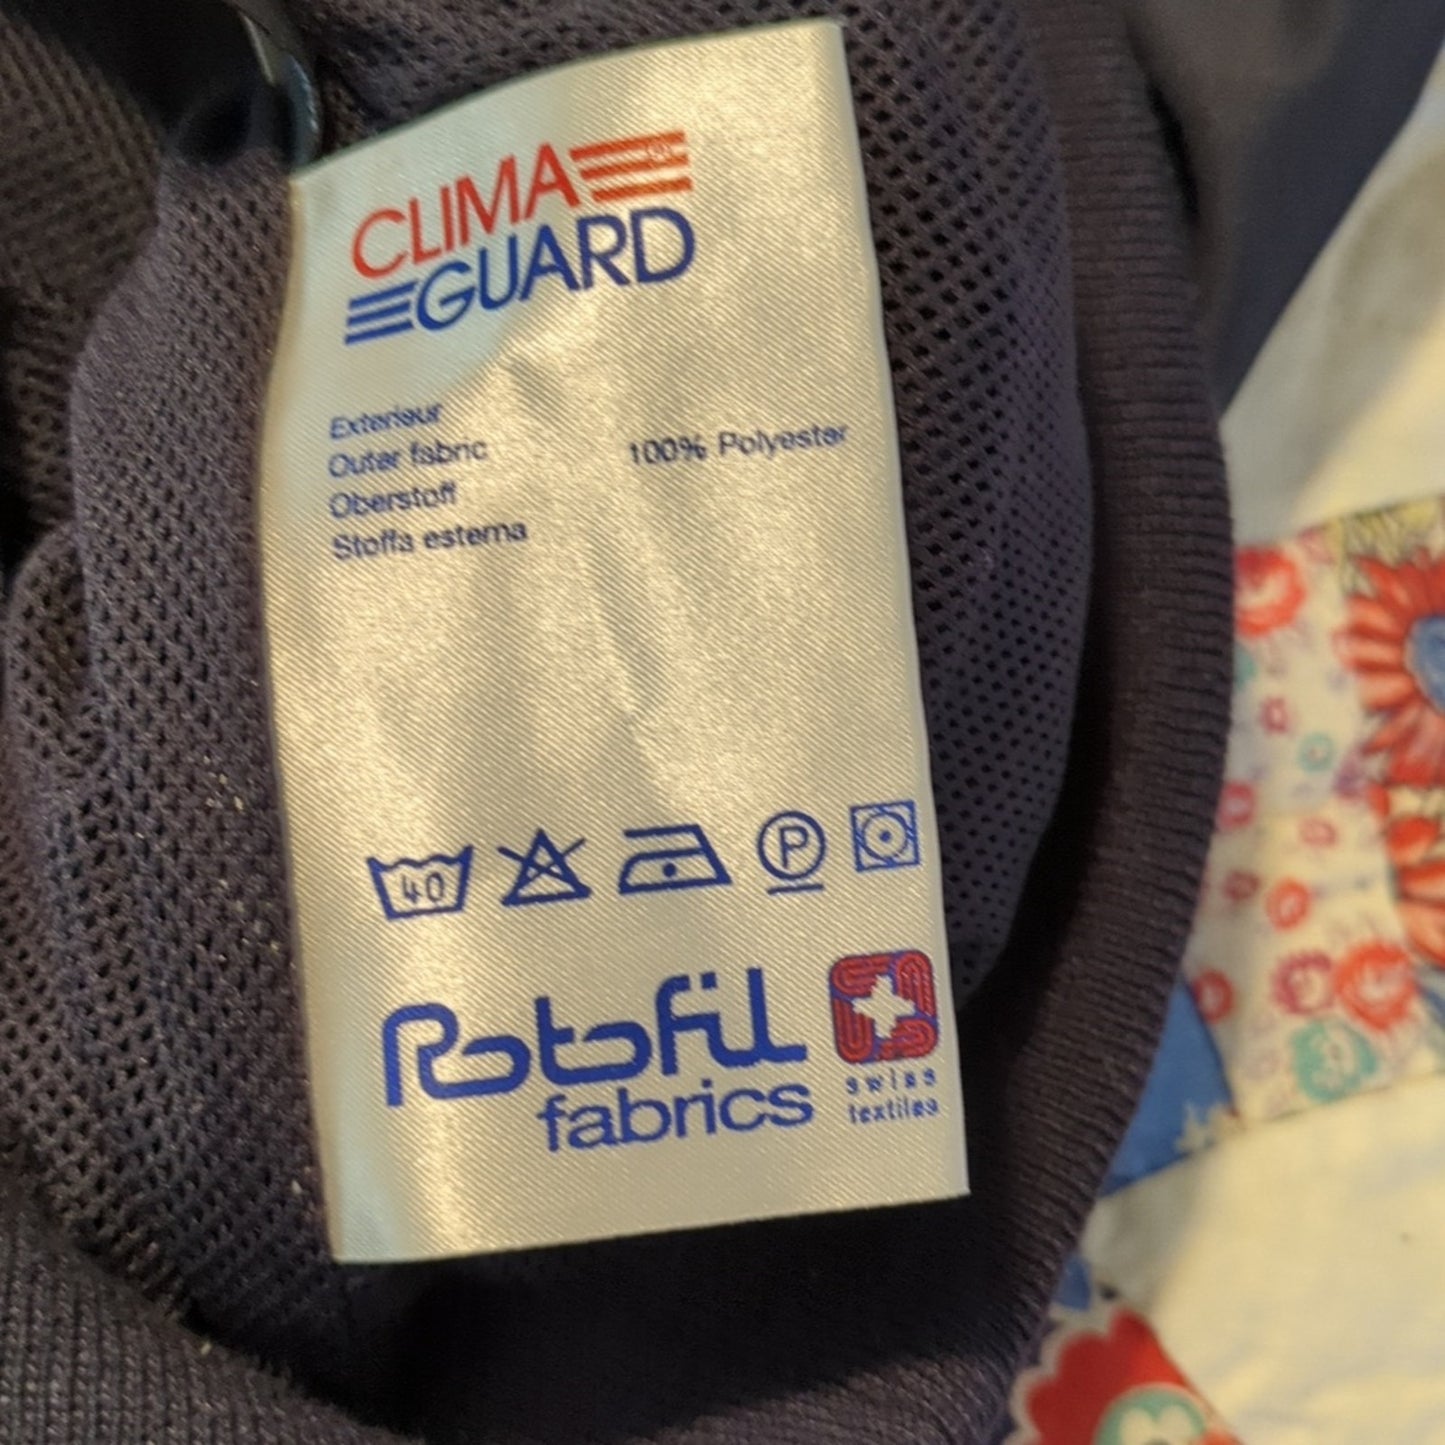 CLIMA
GUARD
Exterieur
Outer fabric
100% Polyester
Oberstoff
Stoffa esterna
40
P
Rotofil
fabrics
swiss
textiles